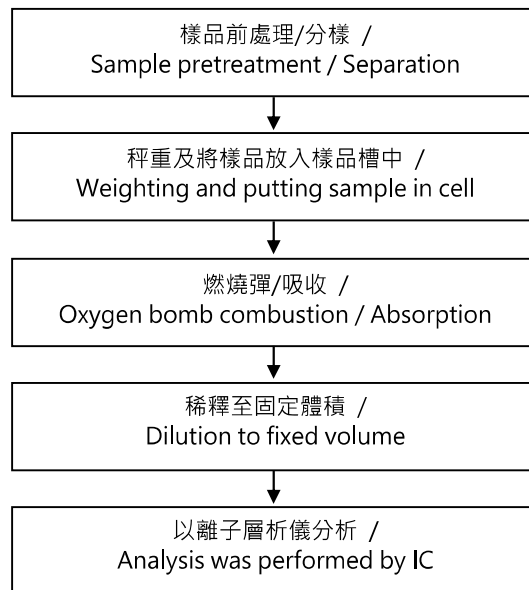 樣品前處理/分樣 /
Sample pretreatment / Separation
秤重及將樣品放入樣品槽中 /
Weighting and putting sample in cell
燃燒彈/吸收 /
Oxygen bomb combustion / Absorption
稀釋至固定體積 /
Dilution to fixed volume
以離子層析儀分析 /
Analysis was performed by IC